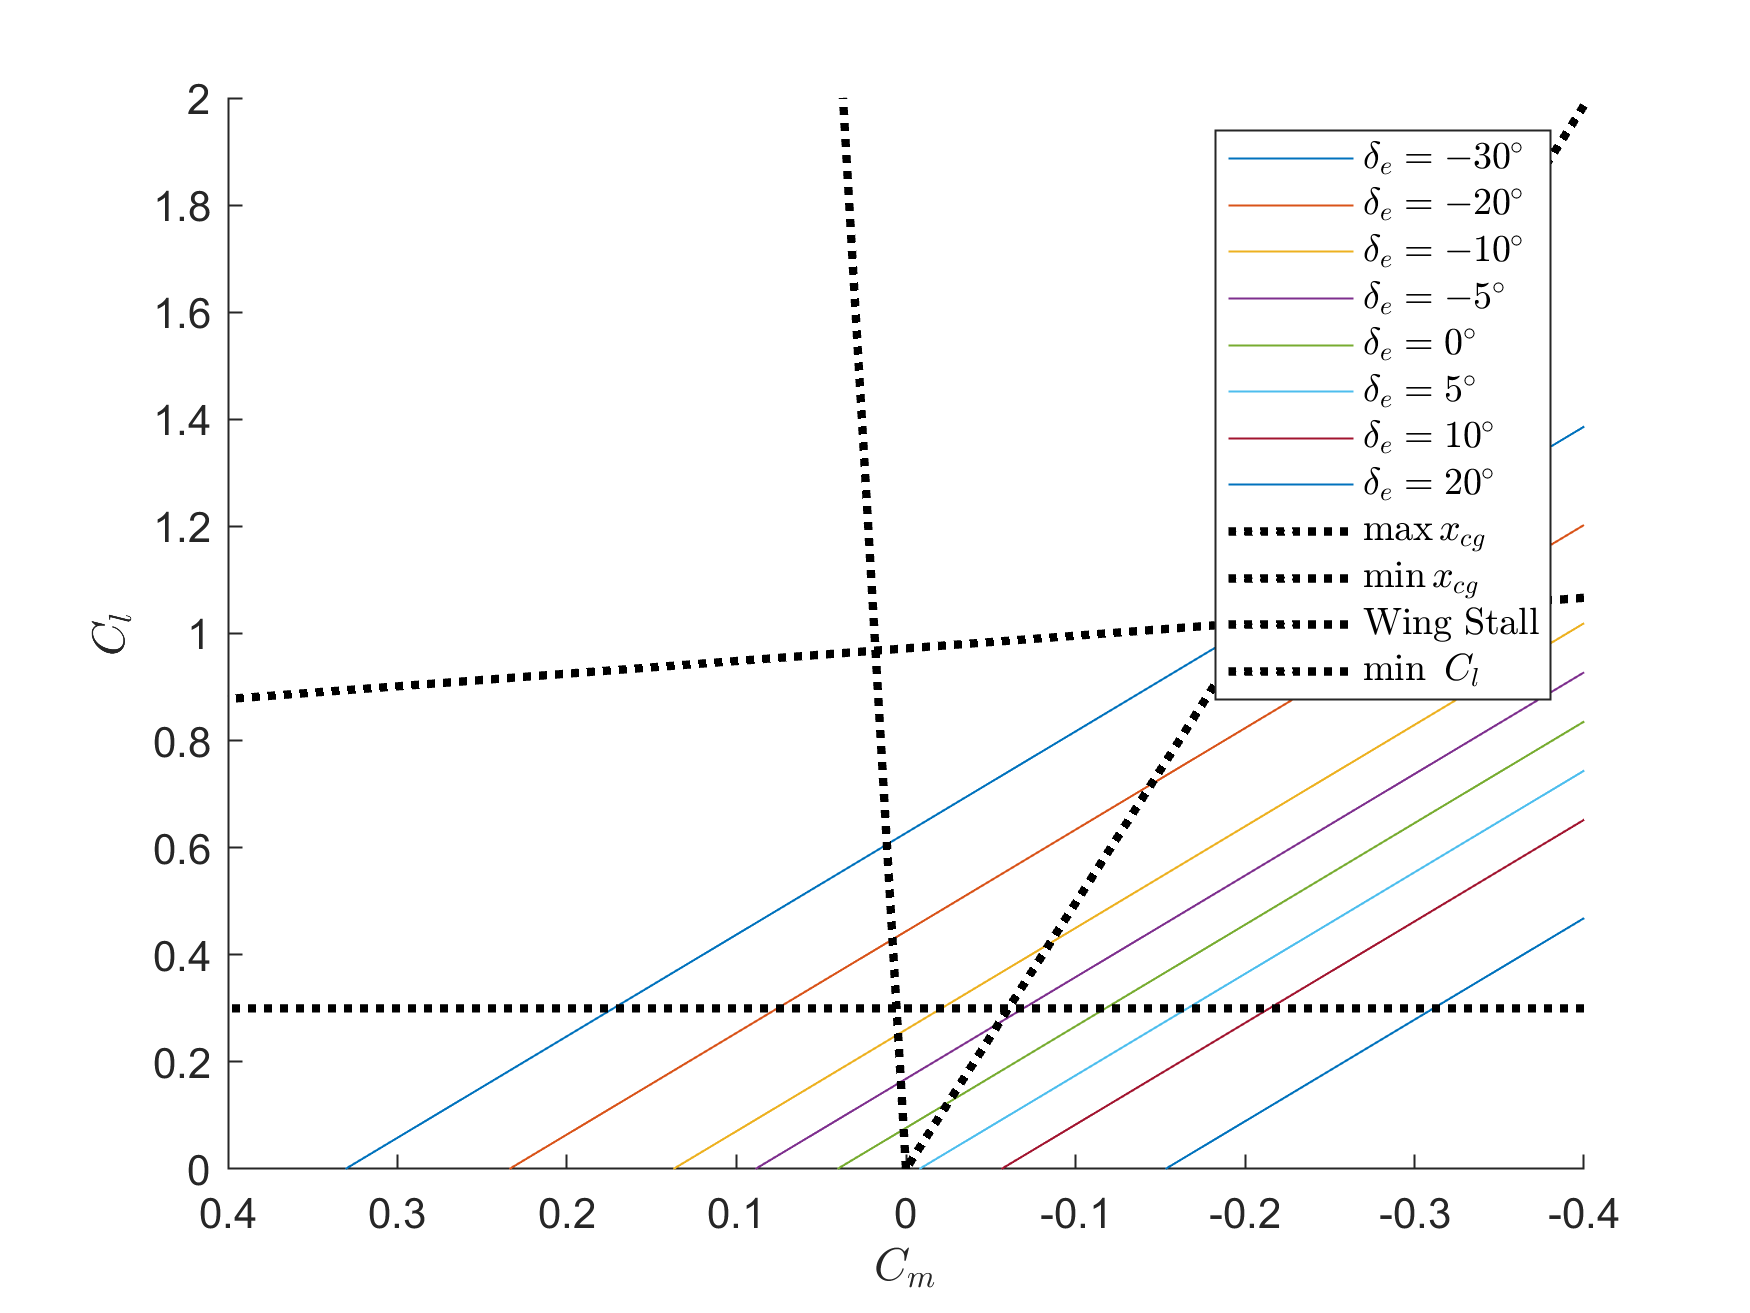 2
1.8
1.6
1.4
1.2
1
0.8
0.6
0.4
0.2
0
C_l
0.4 0.3 0.2 0.1 0 -0.1 -0.2 -0.3 -0.4
C_m
δ_e = −30°
δ_e = −20°
δ_e = −10°
δ_e = −5°
δ_e = 0°
δ_e = 5°
δ_e = 10°
δ_e = 20°
max x_cg
min x_cg
Wing Stall
min C_l